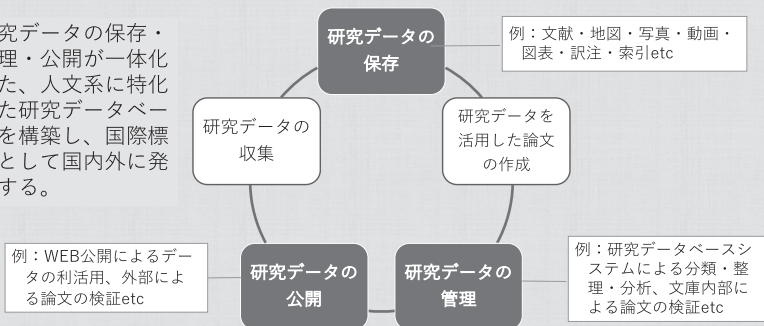 究データの保存・
理・公開が一体化
た、人文系に特化
た研究データベー
を構築し、国際標
として国内外に発
する。
研究データの
保存
例：文献・地図・写真・動画・
図表・訳注・索引etc
研究データの
収集
研究データを
活用した論文
の作成
例：WEB公開によるデー
タの利活用、外部によ
る論文の検証etc
研究データの
公開
研究データの
管理
例：研究データベースシ
ステムによる分類・整
理・分析、文庫内部に
よる論文の検証etc